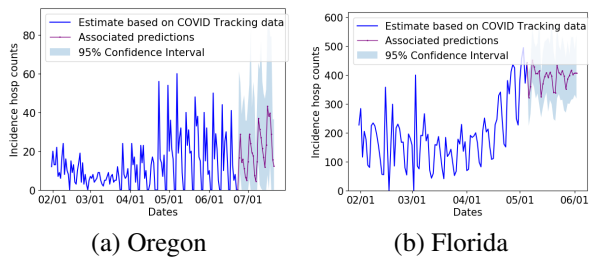 Estimate based on COVID Tracking data
Associated predictions
95% Confidence Interval
Incidence hosp counts
80
60
40
20
0
02/01 03/01 04/01 05/01 06/01 07/01
Dates
(a) Oregon
Estimate based on COVID Tracking data
Associated predictions
95% Confidence Interval
Incidence hosp counts
600
500
400
300
200
100
0
02/01 03/01 04/01 05/01 06/01
Dates
(b) Florida